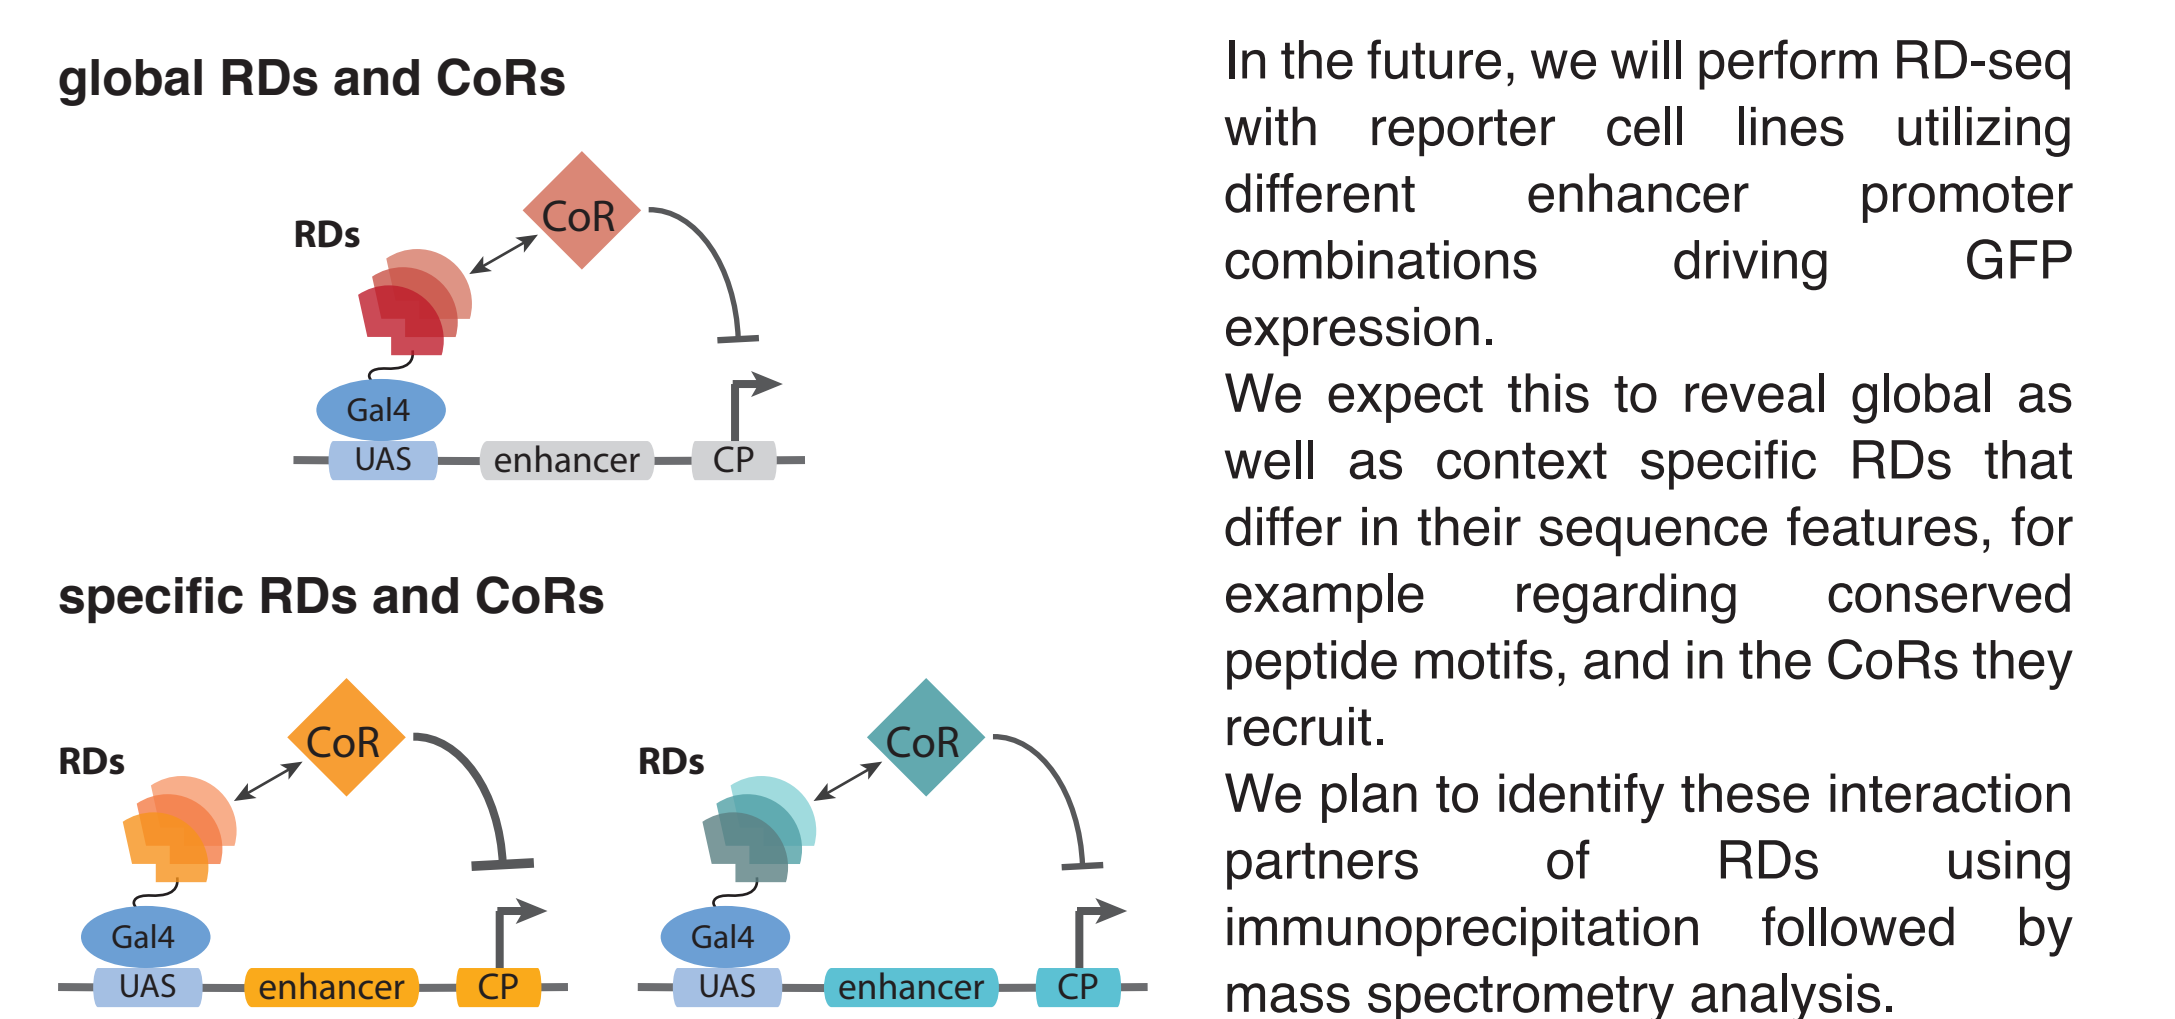 global RDs and CoRs
CoR
RDs
Gal4
UAS
enhancer
CP
specific RDs and CoRs
CoR
RDs
Gal4
UAS
enhancer
CP
CoR
RDs
Gal4
UAS
enhancer
CP
In the future, we will perform RD-seq
with reporter cell lines utilizing
different enhancer promoter
combinations driving GFP
expression.
We expect this to reveal global as
well as context specific RDs that
differ in their sequence features, for
example regarding conserved
peptide motifs, and in the CoRs they
recruit.
We plan to identify these interaction
partners of RDs using
immunoprecipitation followed by
mass spectrometry analysis.